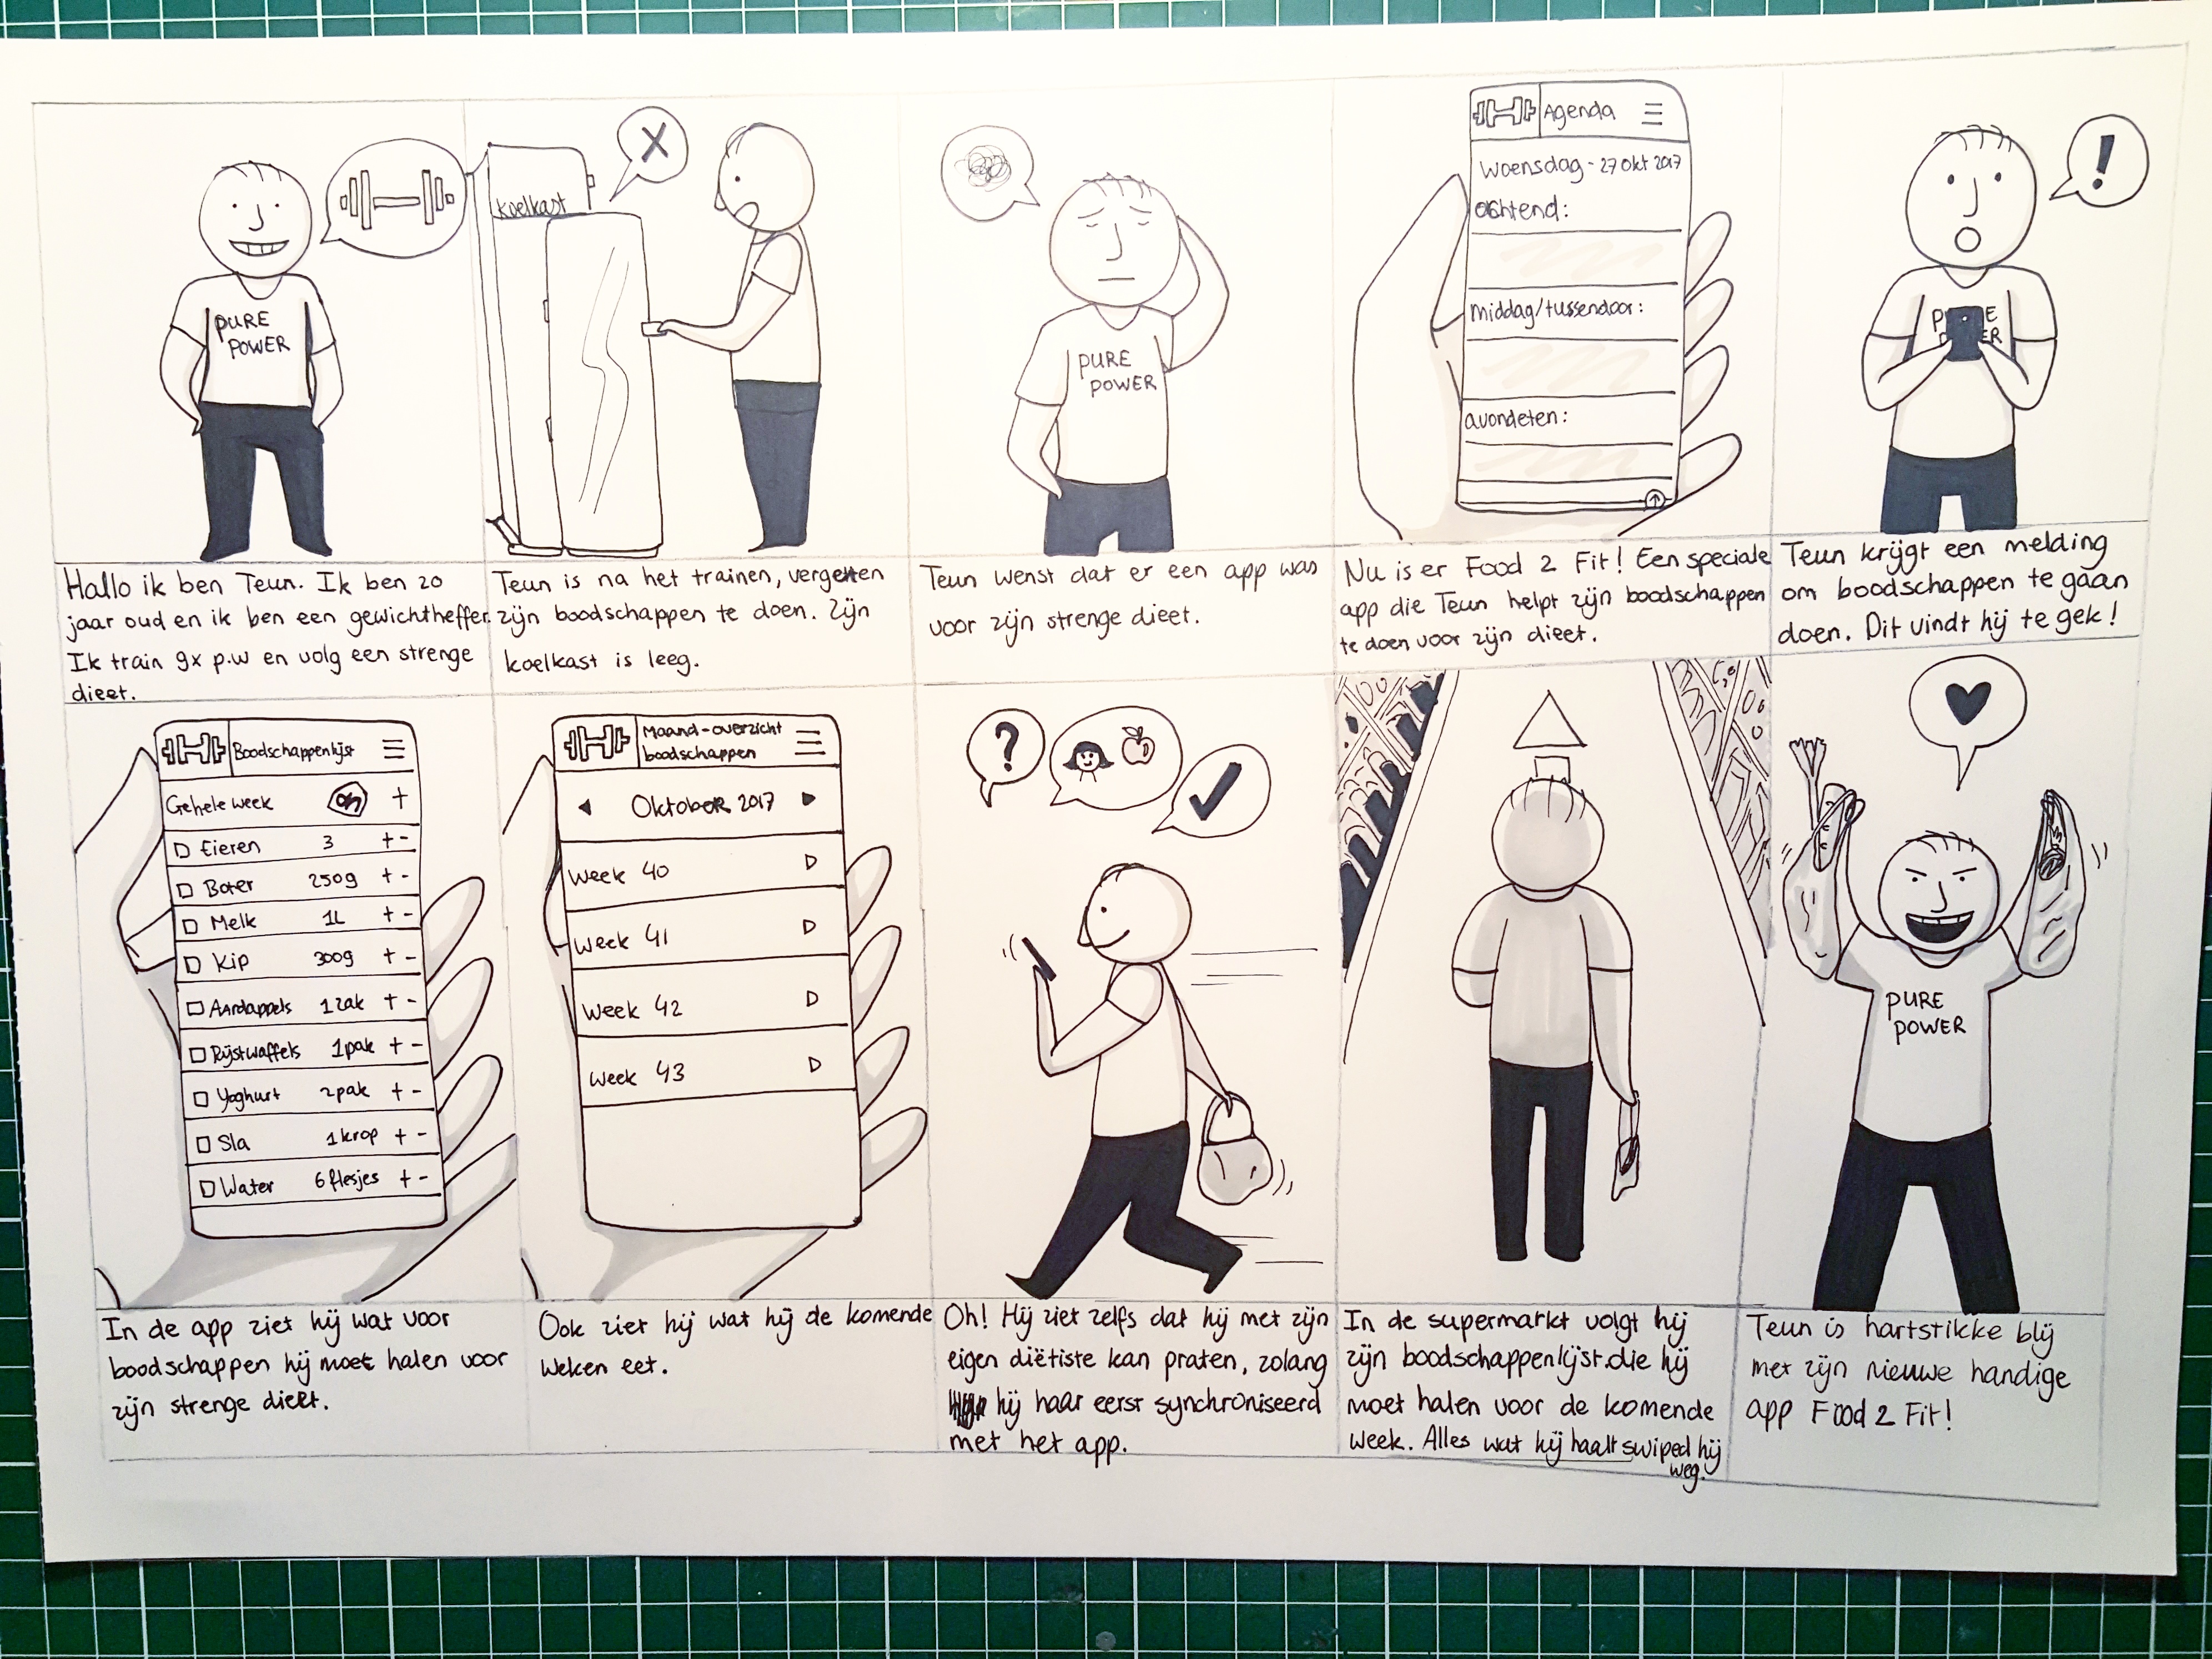 PURE
POWER
Hallo ik ben Teun. Ik ben 20
jaar oud en ik ben een gewichtheffer.
Ik train 9x p.w en volg een strenge
dieet.
koelkast
X
Teun is na het trainen, vergeten
zijn boodschappen te doen. Zijn
koelkast is leeg.
PURE
POWER
Teun wenst dat er een app was
voor zijn strenge dieet.
Agenda
Woensdag - 27 okt 2017
Ochtend:
middag/tussendoor:
avondeten:
Nu is er Food 2 Fit! Een speciale
app die Teun helpt zijn boodschappen
te doen voor zijn dieet.
!
Teun krijgt een melding
om boodschappen te gaan
doen. Dit vindt hij te gek!
Boodschappenlijst
Gehele week +
Eieren 3 + -
Boter 250g + -
Melk 1L + -
Kip 300g + -
Aardappels 1 zak + -
Rijstwaffels 1 pak + -
Yoghurt 2 pak + -
Sla 1 krop + -
Water 6 flesjes + -
In de app ziet hij wat voor
boodschappen hij moet halen voor
zijn strenge dieet.
Maand-overzicht
boodschappen
Oktober 2017
Week 40
Week 41
Week 42
Week 43
Ook ziet hij wat hij de komende
weken eet.
?
Oh! Hij ziet zelfs dat hij met zijn
eigen diëtiste kan praten, zolang
hij haar eerst synchroniseerd
met het app.
In de supermarkt volgt hij
zijn boodschappenlijst.die hij
moet halen voor de komende
week. Alles wat hij haalt swiped hij
weg.
PURE
POWER
Teun is hartstikke blij
met zijn nieuwe handige
app Food 2 Fit!